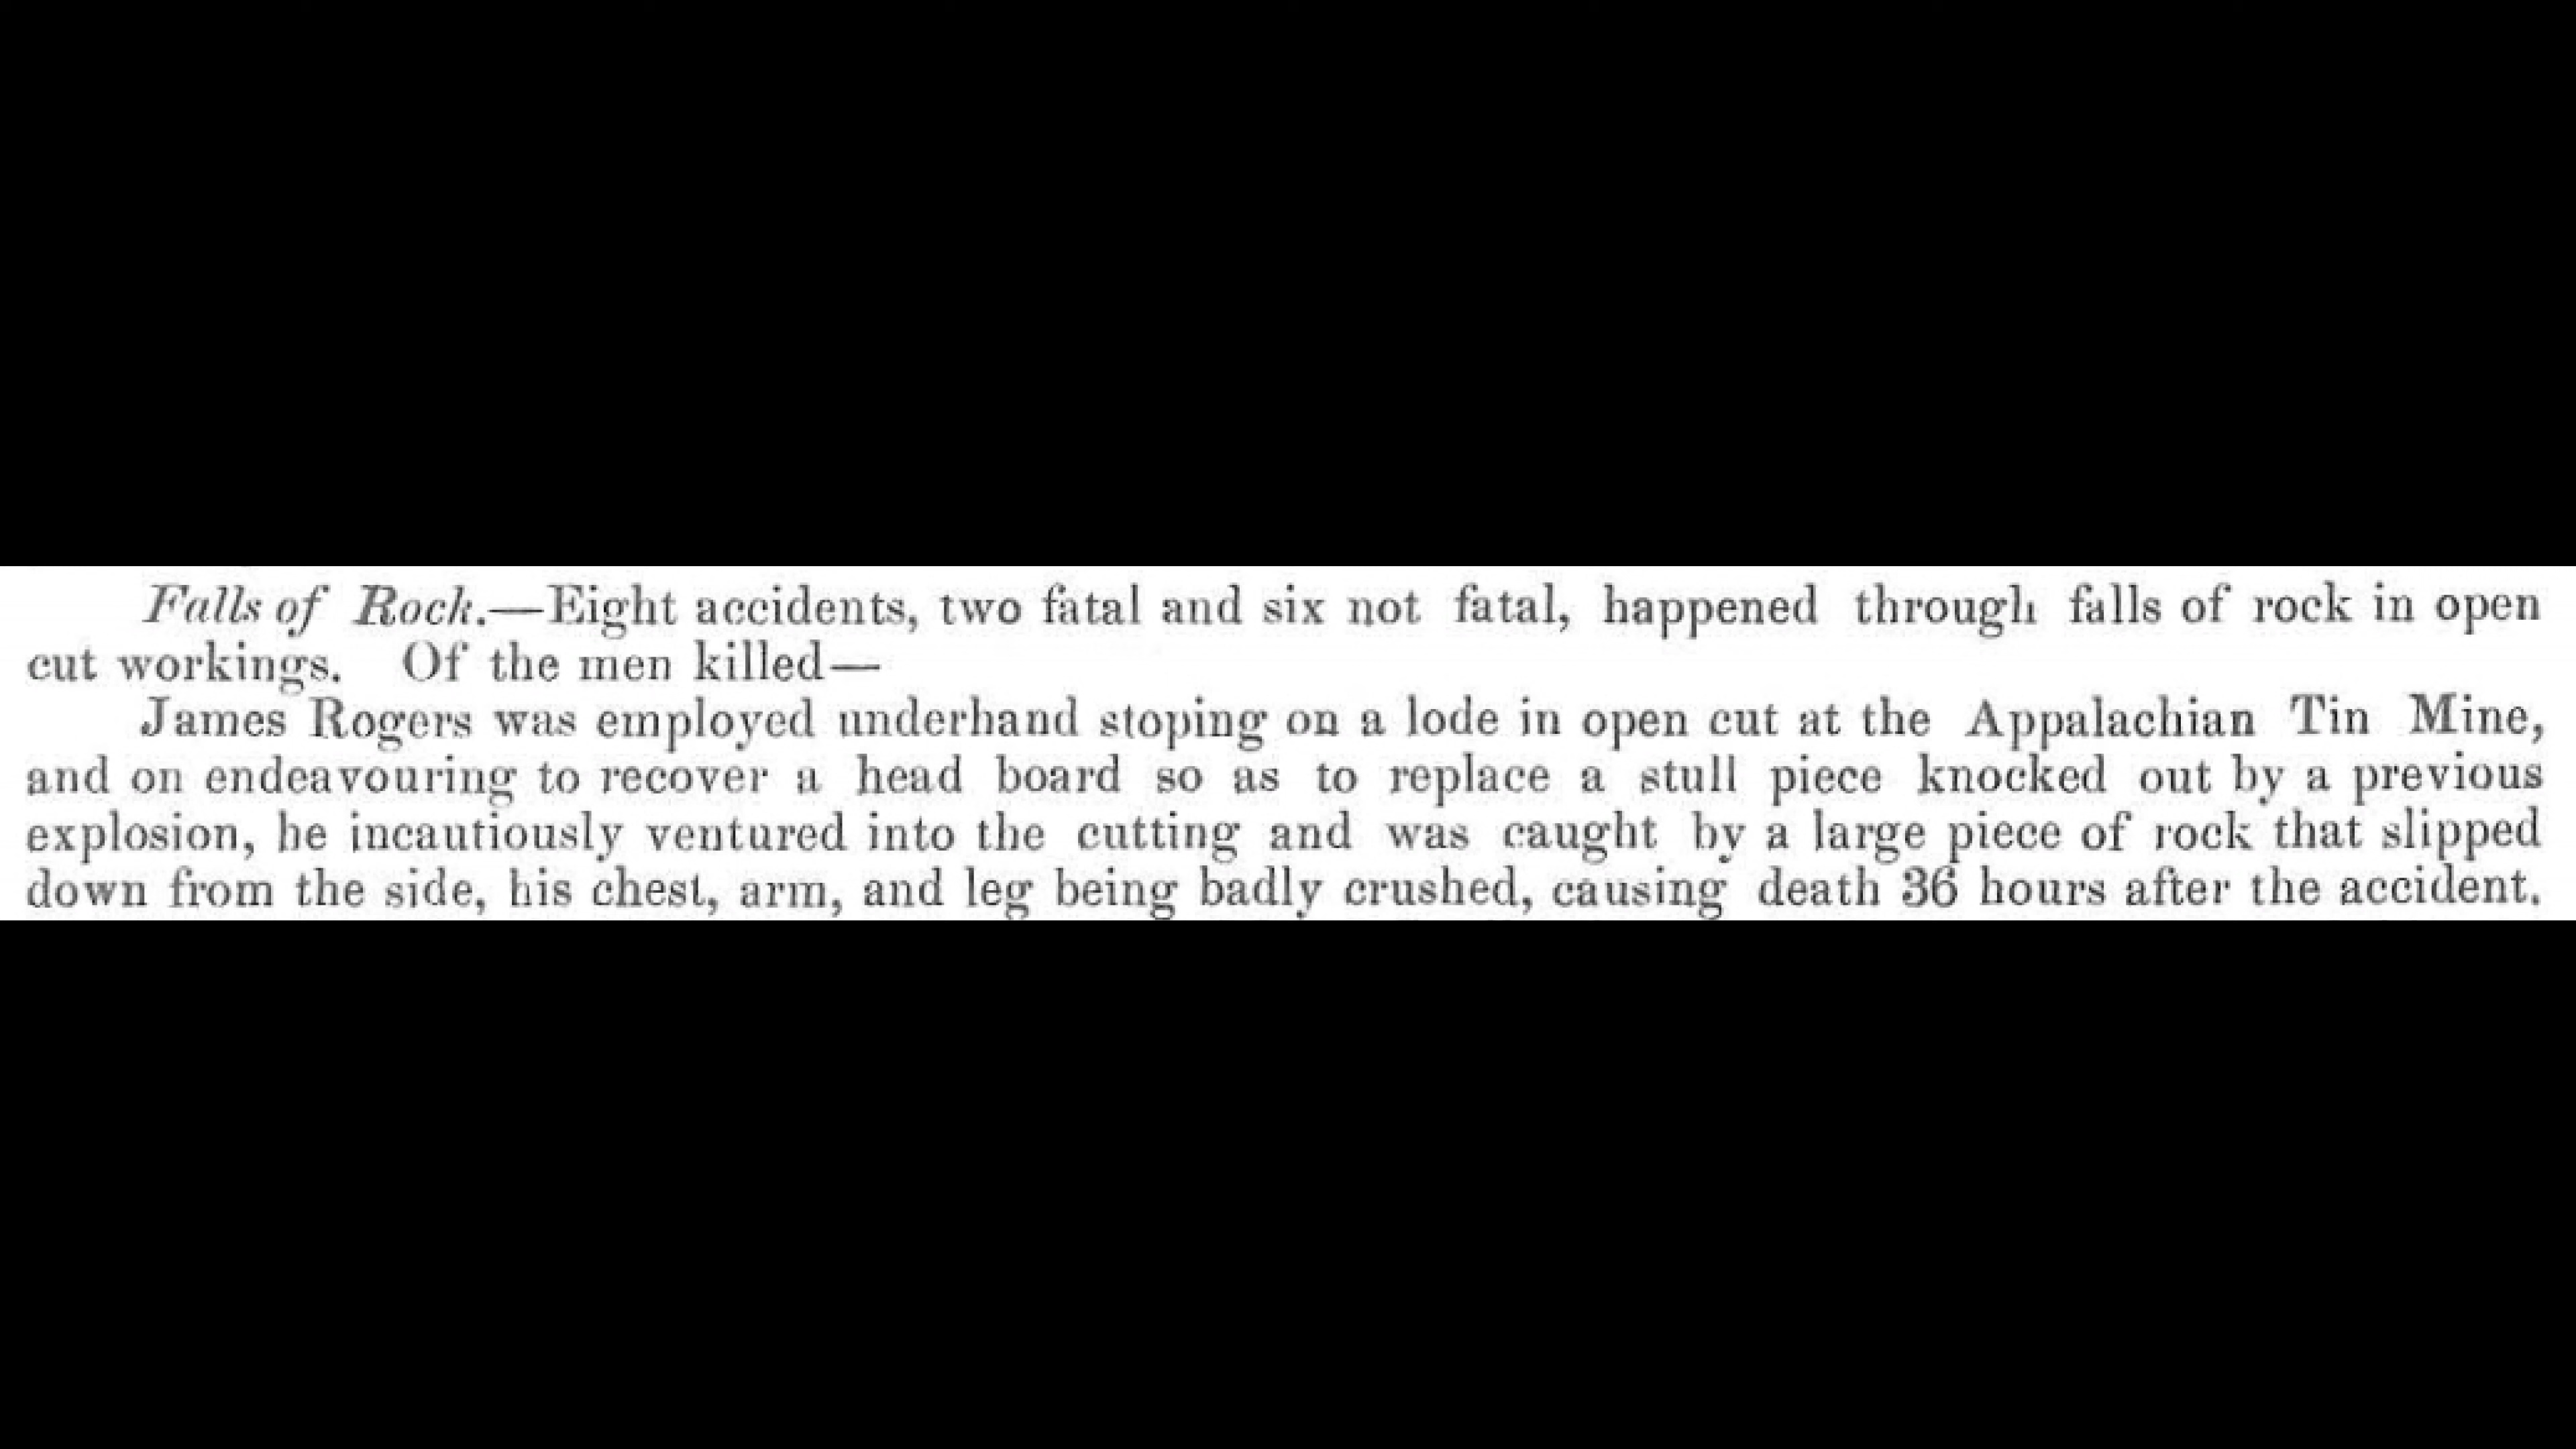 Falls of Rock.—Eight accidents, two fatal and six not fatal, happened through falls of rock in open
cut workings. Of the men killed—
James Rogers was employed underhand stoping on a lode in open cut at the Appalachian Tin Mine,
and on endeavouring to recover a head board so as to replace a stull piece knocked out by a previous
explosion, he incautiously ventured into the cutting and was caught by a large piece of rock that slipped
down from the side, his chest, arm, and leg being badly crushed, causing death 36 hours after the accident.